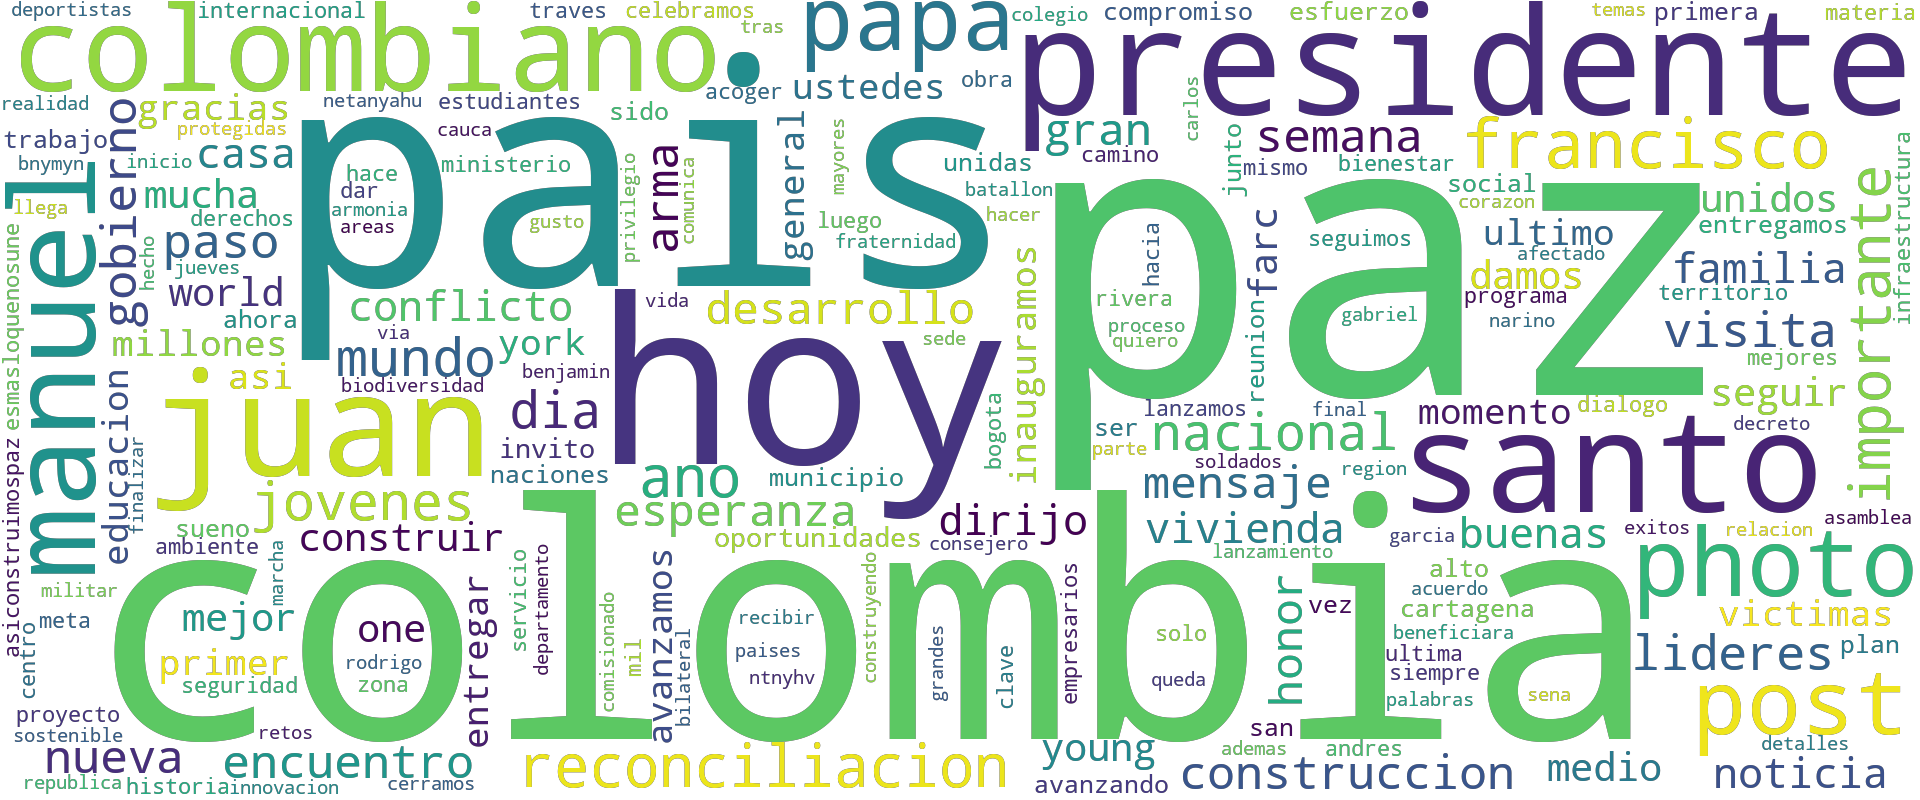 deportistas
internacional
traves
celebramos
papa
colegio
compromiso
esfuerzo
temas
primera
materia
colombiano
tras
presidente
acoger
ustedes
obra
realidad
gobierno
gracias
netanyahu
estudiantes
sido
carlos
trabajo
protegidas
cauca
pais
general
mayores
gran
semana
francisco
infraestructura
bnymyn
inicio
casa
hace
ministerio
privilegio
arma
comunica
unidas
camino
junto
mismo
bienestar
manuel
mucha
dar
batallon
paz
social
unidos
importante
llega
derechos
armonia
gusto
luego
hacer
corazon
hecho
paso
areas
fraternidad
hacia
farc
seguimos
ultimo
entregamos
jueves
afectado
world
conflicto
vida
desarrollo
inauguramos
rivera
reunion
damos
familia
programa
territorio
esmasloquenosune
ahora
via
hoy
proceso
gabriel
narino
visita
millones
mundo
york
sede
quiero
mejores
educacion
juan
asi
biodiversidad
benjamin
dia
bogota
lanzamos
final
dialogo
seguir
momento
invito
ser
nacional
santo
decreto
asiconstruimospaz
finalizar
naciones
parte
soldados
region
jovenes
ano
municipio
mensaje
sueno
esperanza
dirijo
vivienda
buenas
exitos
relacion
asamblea
ambiente
construir
oportunidades
consejero
lanzamiento
garcia
photo
militar
marcha
colombia
servicio
departamento
avanzamos
construyendo
empresarios
honor
alto
acuerdo
meta
mejor
entregar
comisionado
recibir
vez
cartagena
victimas
centro
one
mil
bilateral
paises
grandes
clave
solo
beneficiara
lideres
plan
primer
rodrigo
ultima
seguridad
zona
ntnyhv
queda
siempre
palabras
sena
post
proyecto
sostenible
retos
san
nueva
encuentro
reconciliacion
young
ademas
andres
detalles
republica
historia
innovacion
cerramos
avanzando
construccion
medio
noticia